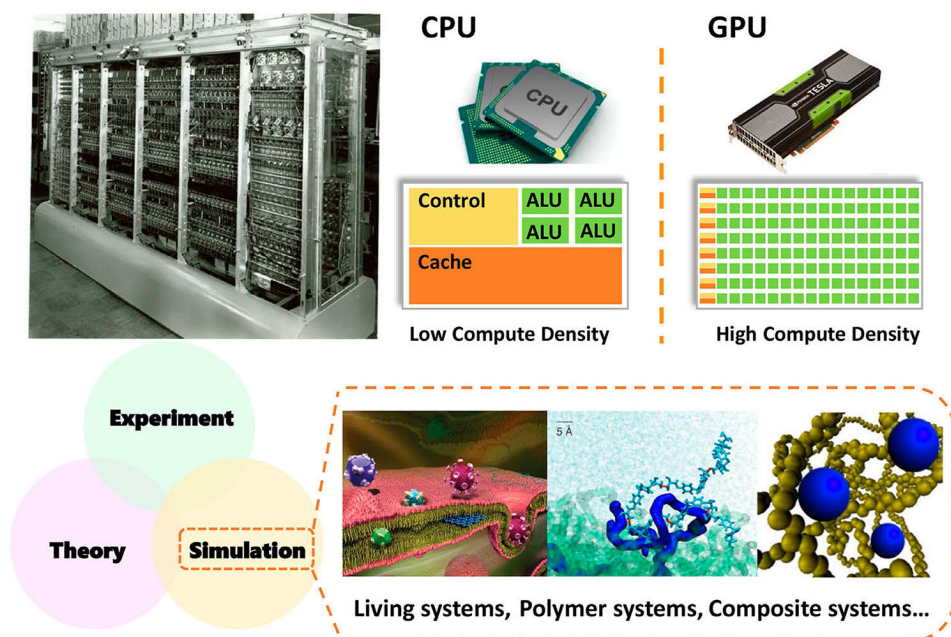 CPU
GPU
CPU
NVIDIA TESLA
Control
ALU
ALU
ALU
ALU
Cache
Low Compute Density
High Compute Density
Experiment
Theory
Simulation
5 Å
Living systems, Polymer systems, Composite systems...